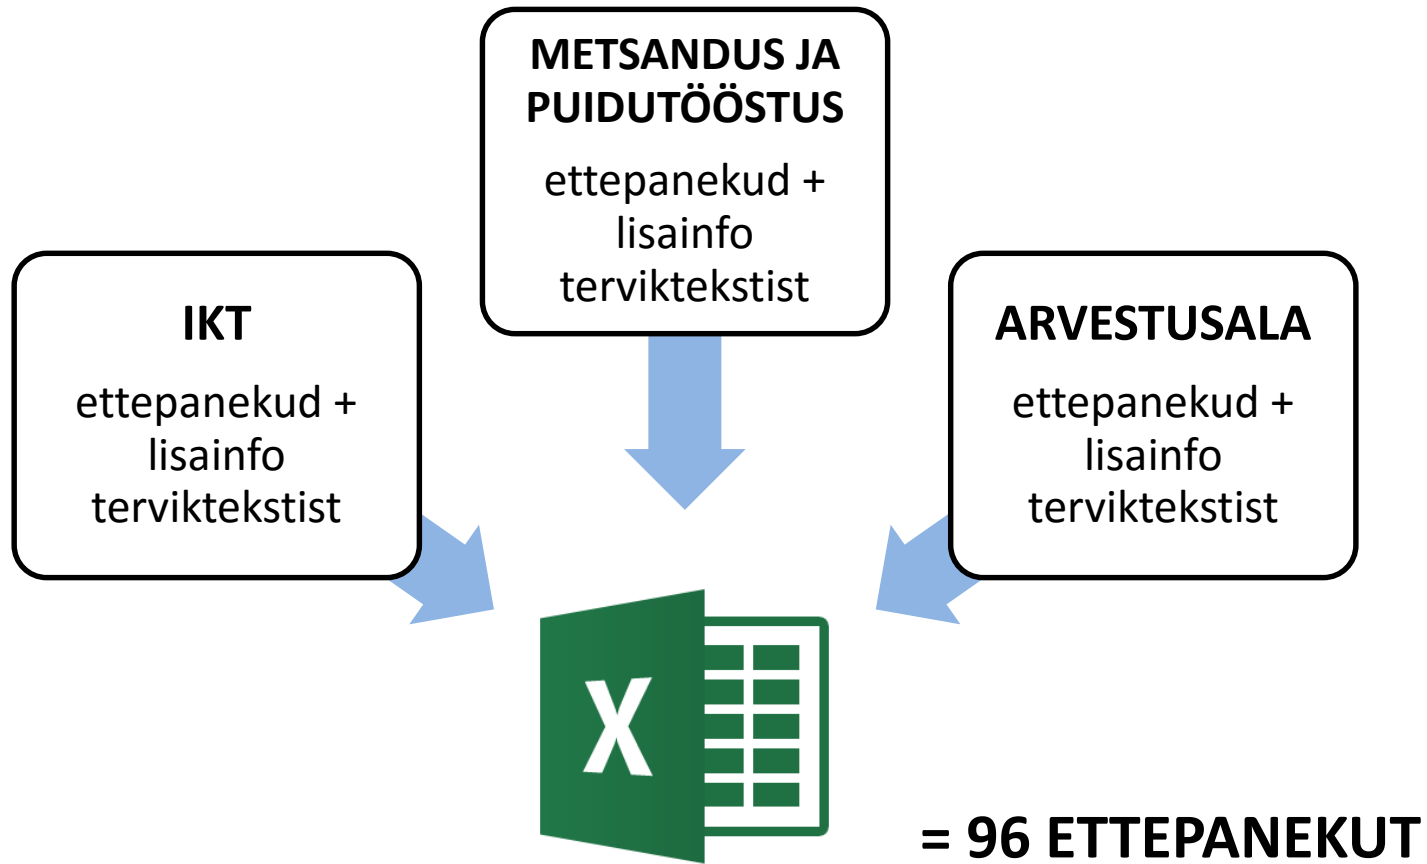 METSANDUS JA
PUIDUTÖÖSTUS
ettepanekud +
lisainfo
terviktekstist
IKT
ettepanekud +
lisainfo
terviktekstist
ARVESTUSALA
ettepanekud +
lisainfo
terviktekstist
X
= 96 ETTEPANEKUT